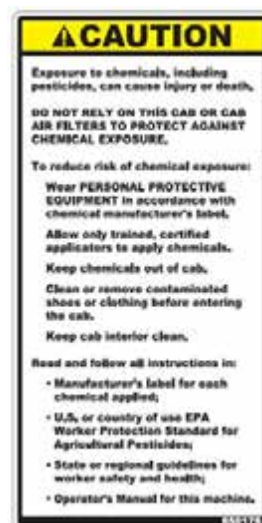 CAUTION
Exposure to chemicals, including
pesticides, can cause injury or death.
DO NOT RELY ON THIS CAB OR CAB
AIR FILTERS TO PROTECT AGAINST
CHEMICAL EXPOSURE.
To reduce risk of chemical exposure:
Wear PERSONAL PROTECTIVE
EQUIPMENT in accordance with
chemical manufacturer's label.
Allow only trained, certified
applicators to apply chemicals.
Keep chemicals out of cab.
Clean or remove contaminated
shoes or clothing before entering
the cab.
Keep cab interior clean.
Read and follow all instructions in:
• Manufacturer's label for each
chemical applied;
• U.S. or country of use EPA
Worker Protection Standard for
Agricultural Pesticides;
• State or regional guidelines for
worker safety and health;
• Operator's Manual for this machine.